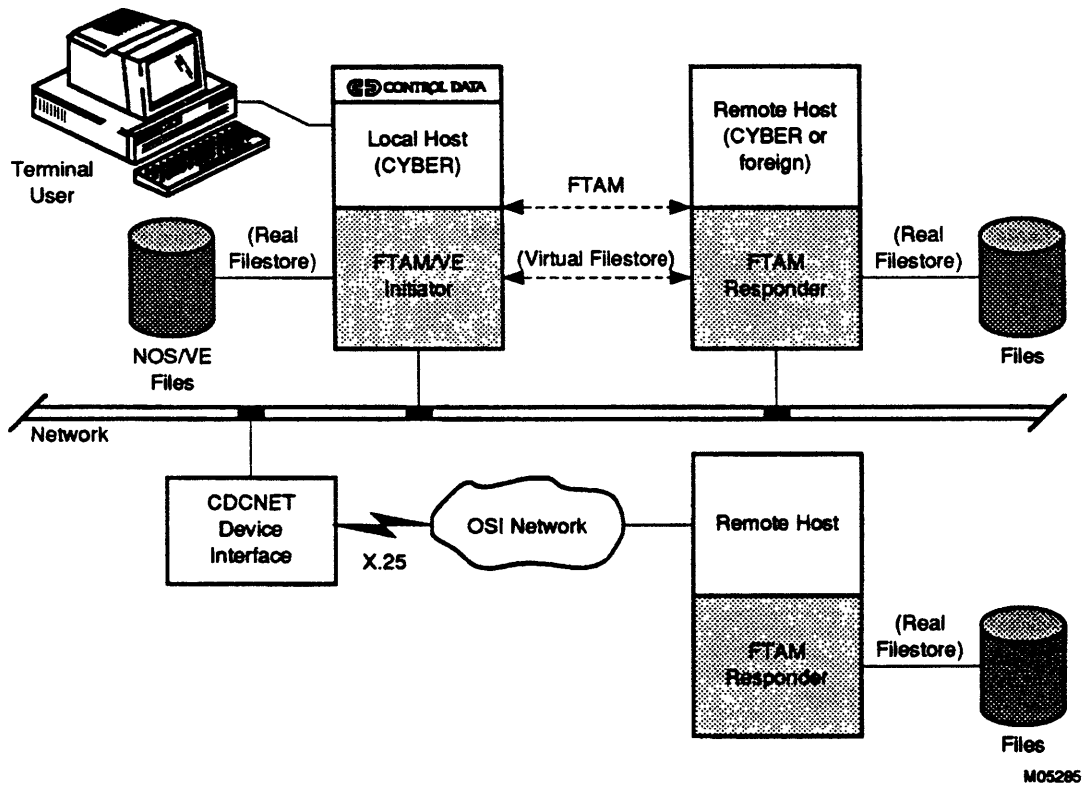 CONTROL DATA
Local Host
(CYBER)
Remote Host
(CYBER or
foreign)
Terminal
User
FTAM
(Real
Filestore)
FTAM/VE
Initiator
(Virtual Filestore)
FTAM
Responder
(Real
Filestore)
NOS/VE
Files
Files
Network
CDCNET
Device
Interface
X.25
OSI Network
Remote Host
FTAM
Responder
(Real
Filestore)
Files
M05285